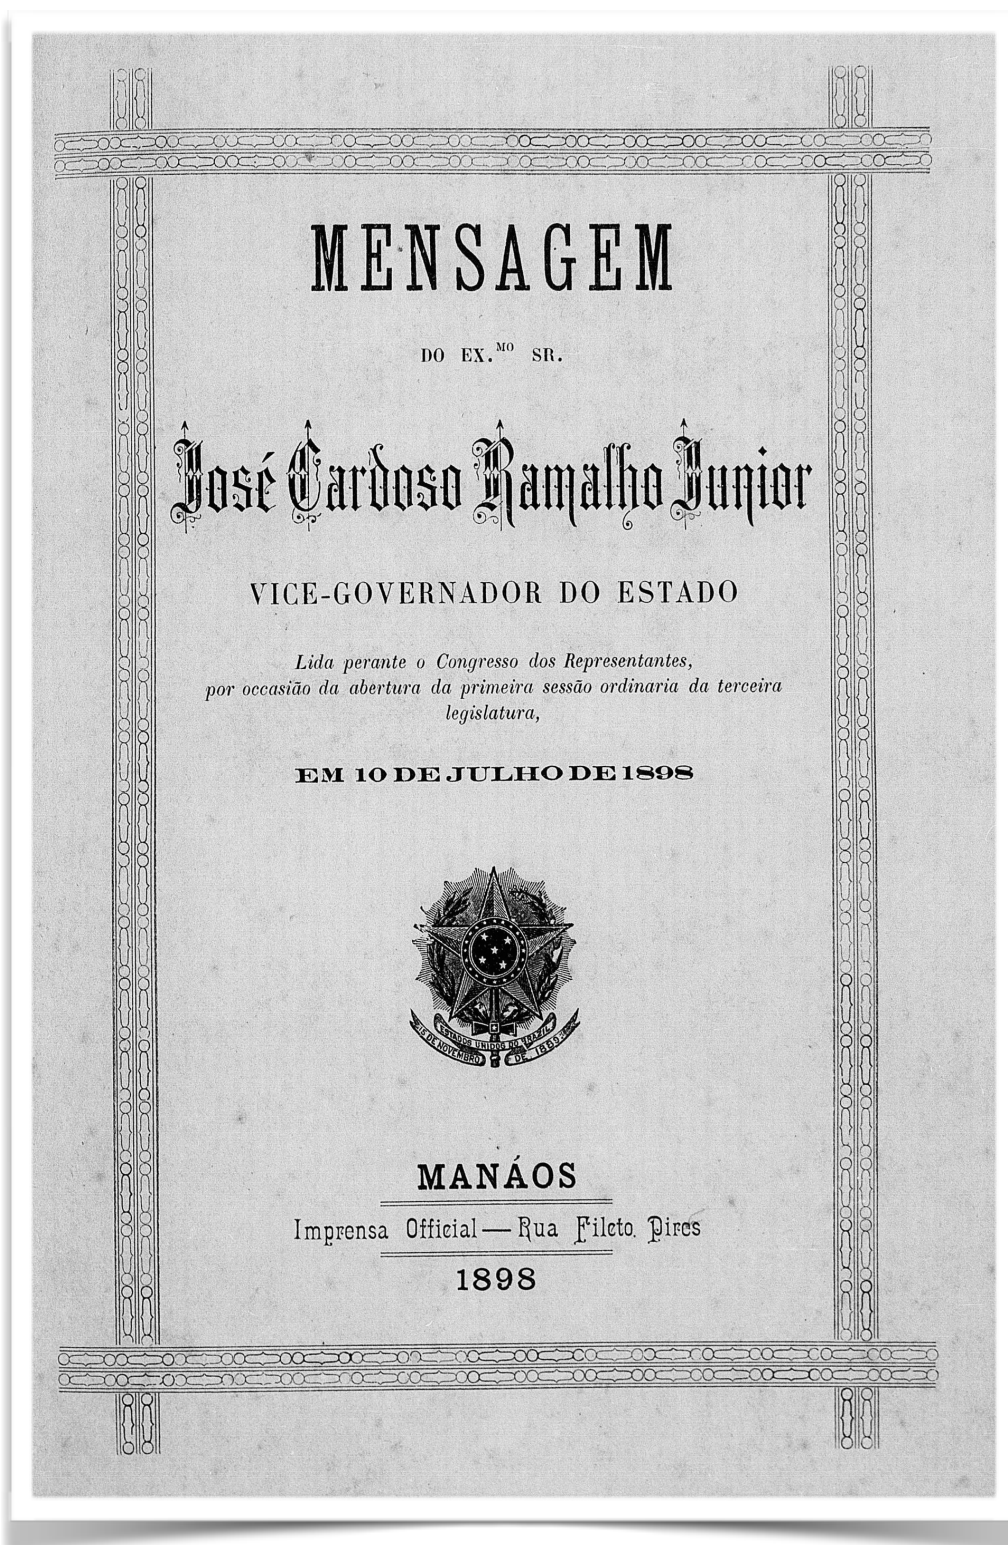 MENSAGEM
DO EX.MO SR.
José Cardoso Ramalho Junior
VICE-GOVERNADOR DO ESTADO
Lida perante o Congresso dos Representantes,
por occasião da abertura da primeira sessão ordinaria da terceira
legislatura,
EM 10 DE JULHO DE 1898
ESTADOS UNIDOS DO BRAZIL
15 DE NOVEMBRO DE 1889
MANÁOS
Imprensa Official — Rua Fileto Pires
1898